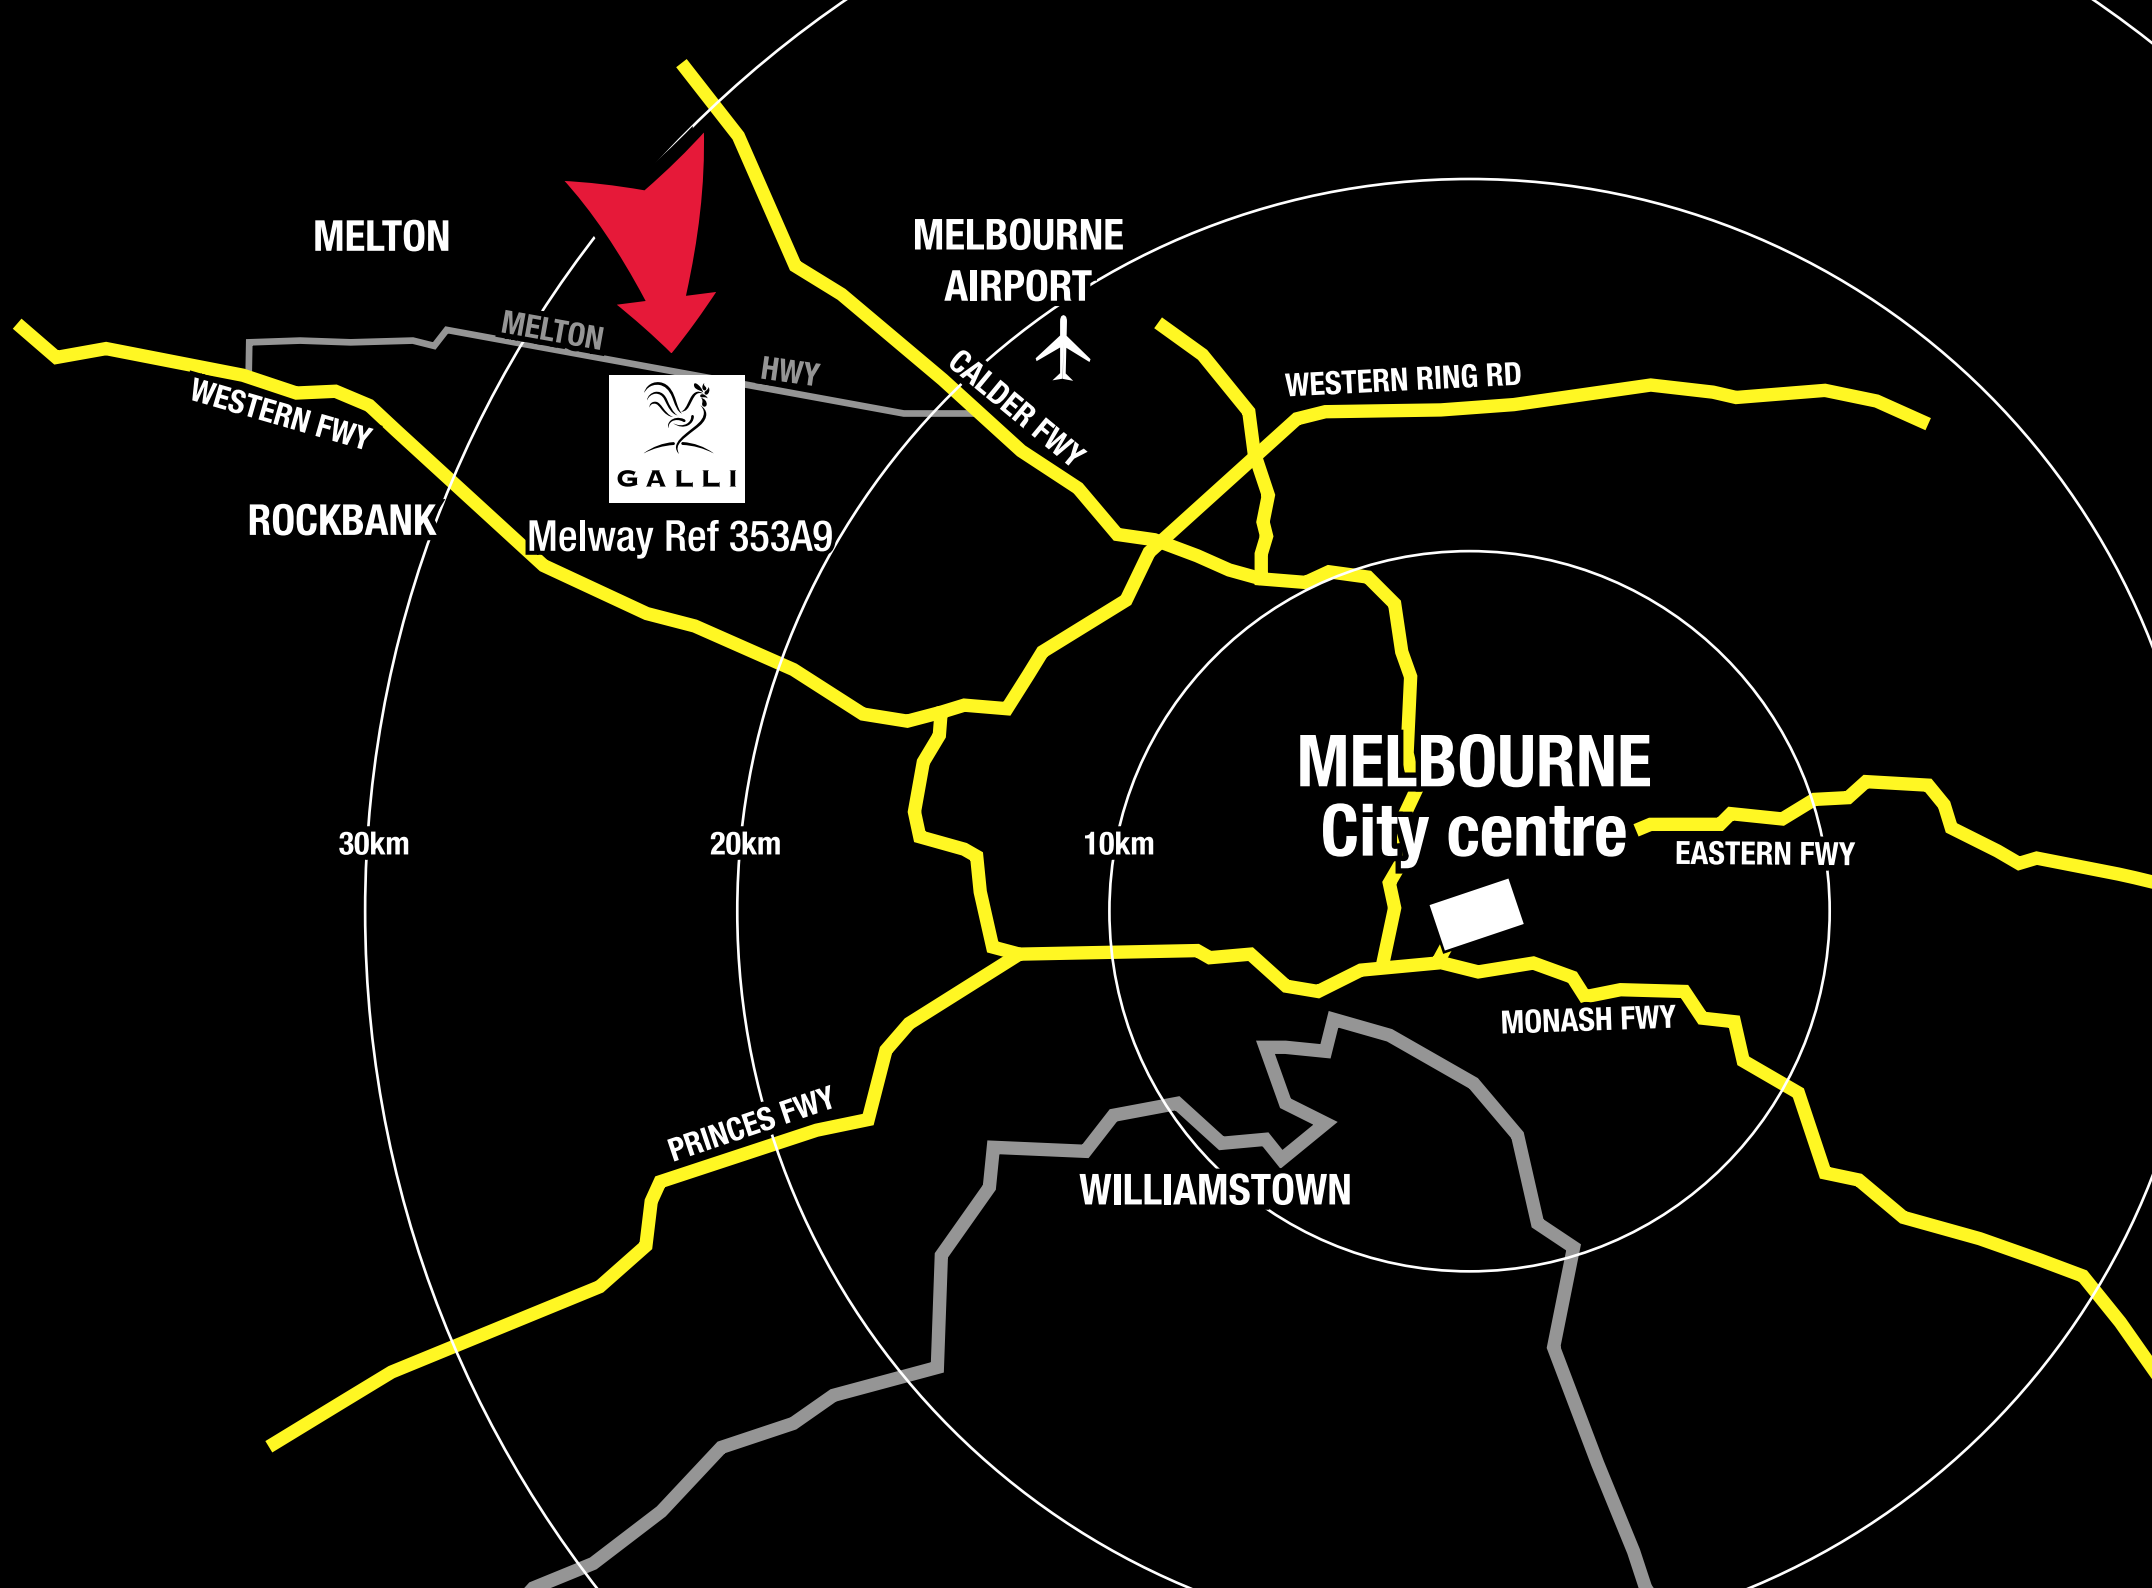 MELTON
MELBOURNE
AIRPORT
MELTON HWY
CALDER FWY
WESTERN RING RD
WESTERN FWY
GALLI
ROCKBANK
Melway Ref 353A9
MELBOURNE
City centre
30km
20km
10km
EASTERN FWY
MONASH FWY
PRINCES FWY
WILLIAMSTOWN